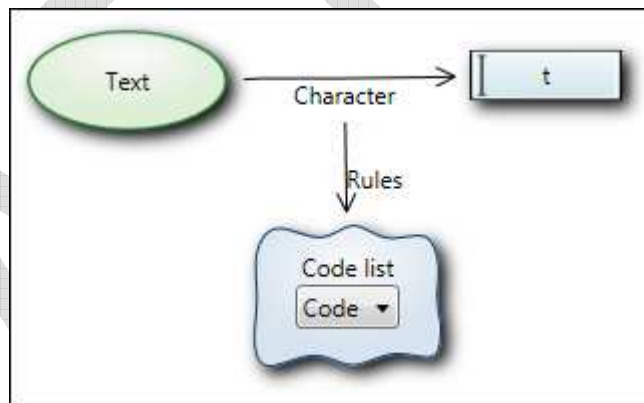 Text
t
Character
Rules
Code list
Code